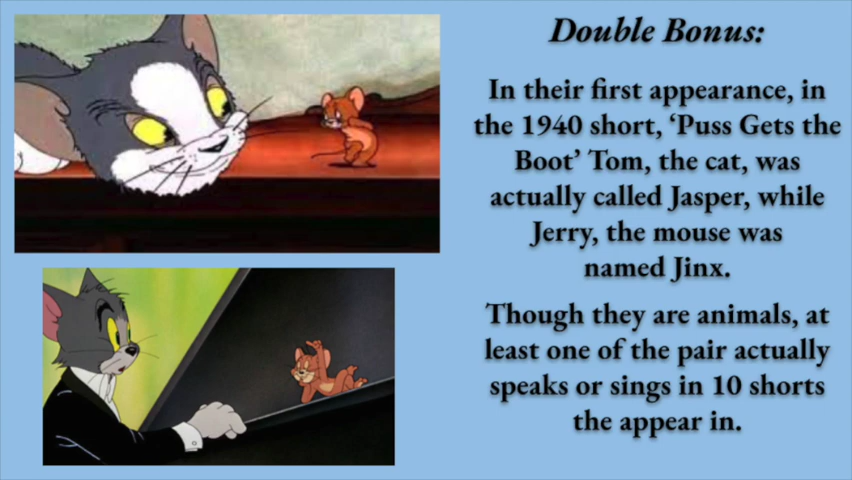 Double Bonus:
In their first appearance, in
the 1940 short, ‘Puss Gets the
Boot’ Tom, the cat, was
actually called Jasper, while
Jerry, the mouse was
named Jinx.
Though they are animals, at
least one of the pair actually
speaks or sings in 10 shorts
the appear in.